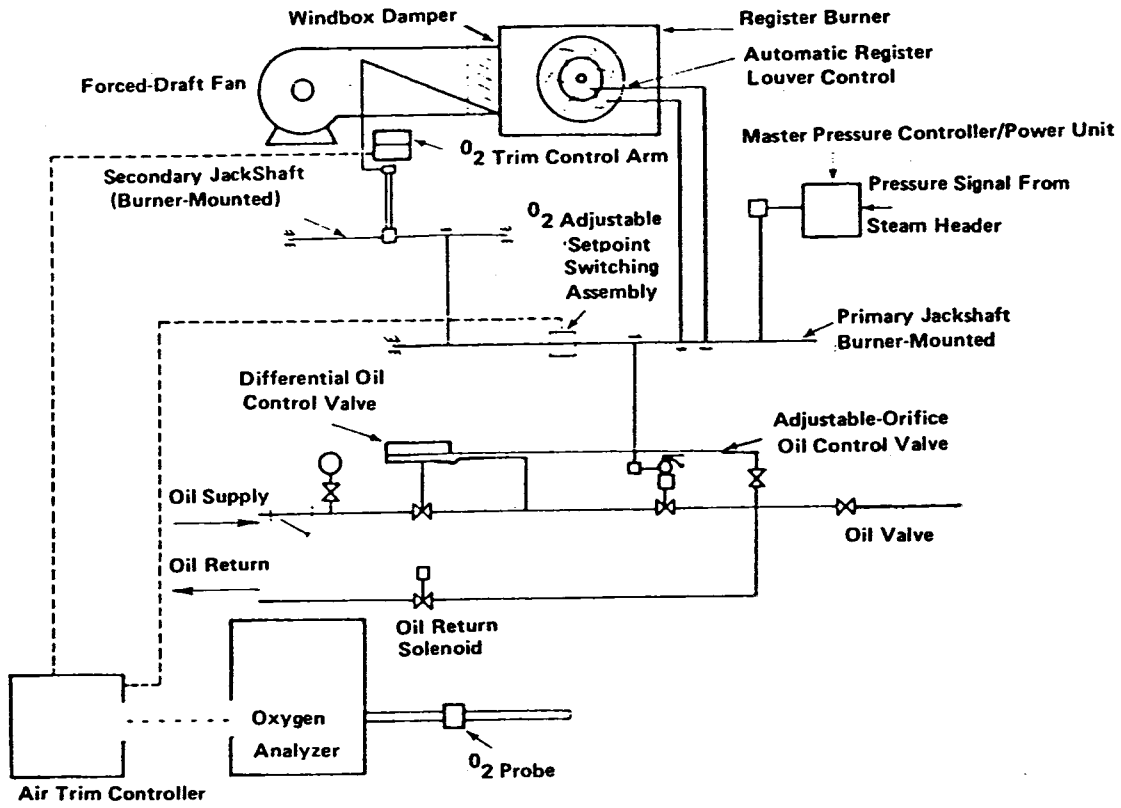 Windbox Damper
Register Burner
Automatic Register
Louver Control
Forced-Draft Fan
Master Pressure Controller/Power Unit
O2 Trim Control Arm
Secondary JackShaft
(Burner-Mounted)
Pressure Signal From
Steam Header
O2 Adjustable
Setpoint
Switching
Assembly
Primary Jackshaft
Burner-Mounted
Differential Oil
Control Valve
Adjustable-Orifice
Oil Control Valve
Oil Supply
Oil Valve
Oil Return
Oil Return
Solenoid
Oxygen
Analyzer
O2 Probe
Air Trim Controller